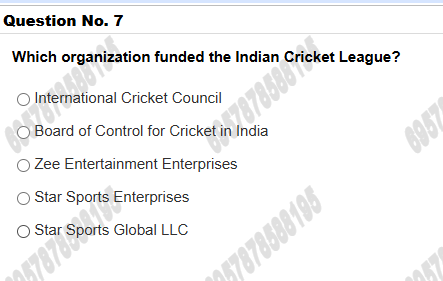 Question No. 7
Which organization funded the Indian Cricket League?
International Cricket Council
Board of Control for Cricket in India
Zee Entertainment Enterprises
Star Sports Enterprises
Star Sports Global LLC